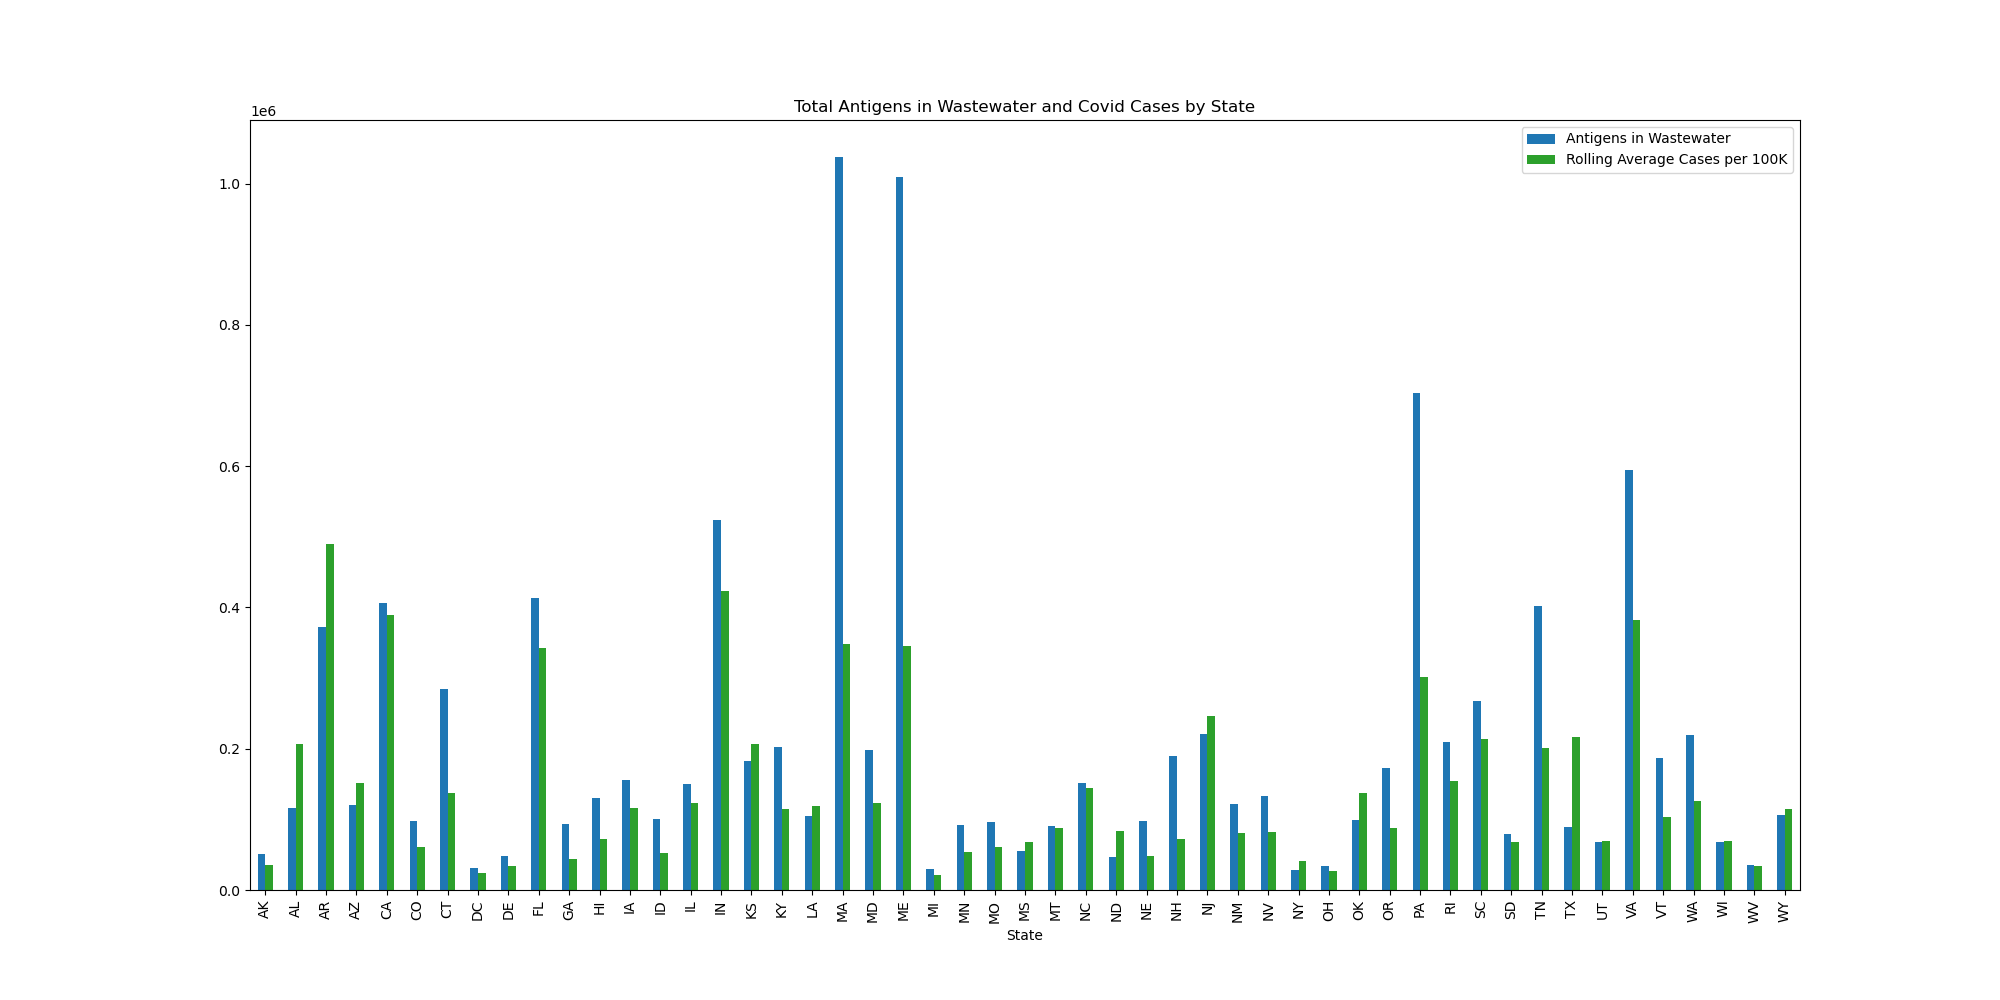 Total Antigens in Wastewater and Covid Cases by State
1e6
Antigens in Wastewater
Rolling Average Cases per 100K
1.0
0.8
0.6
0.4
0.2
0.0
AK AL AR AZ CA CO CT DC DE FL GA HI IA ID IL IN KS KY LA MA MD ME MI MN MO MS MT NC ND NE NH NJ NM NV NY OH OK OR PA RI SC SD TN TX UT VA VT WA WI WV WY
State